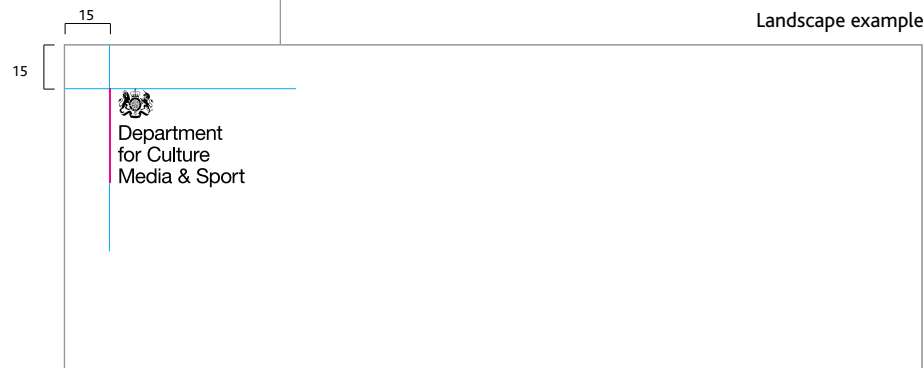 15
Landscape example
15
Department
for Culture
Media & Sport